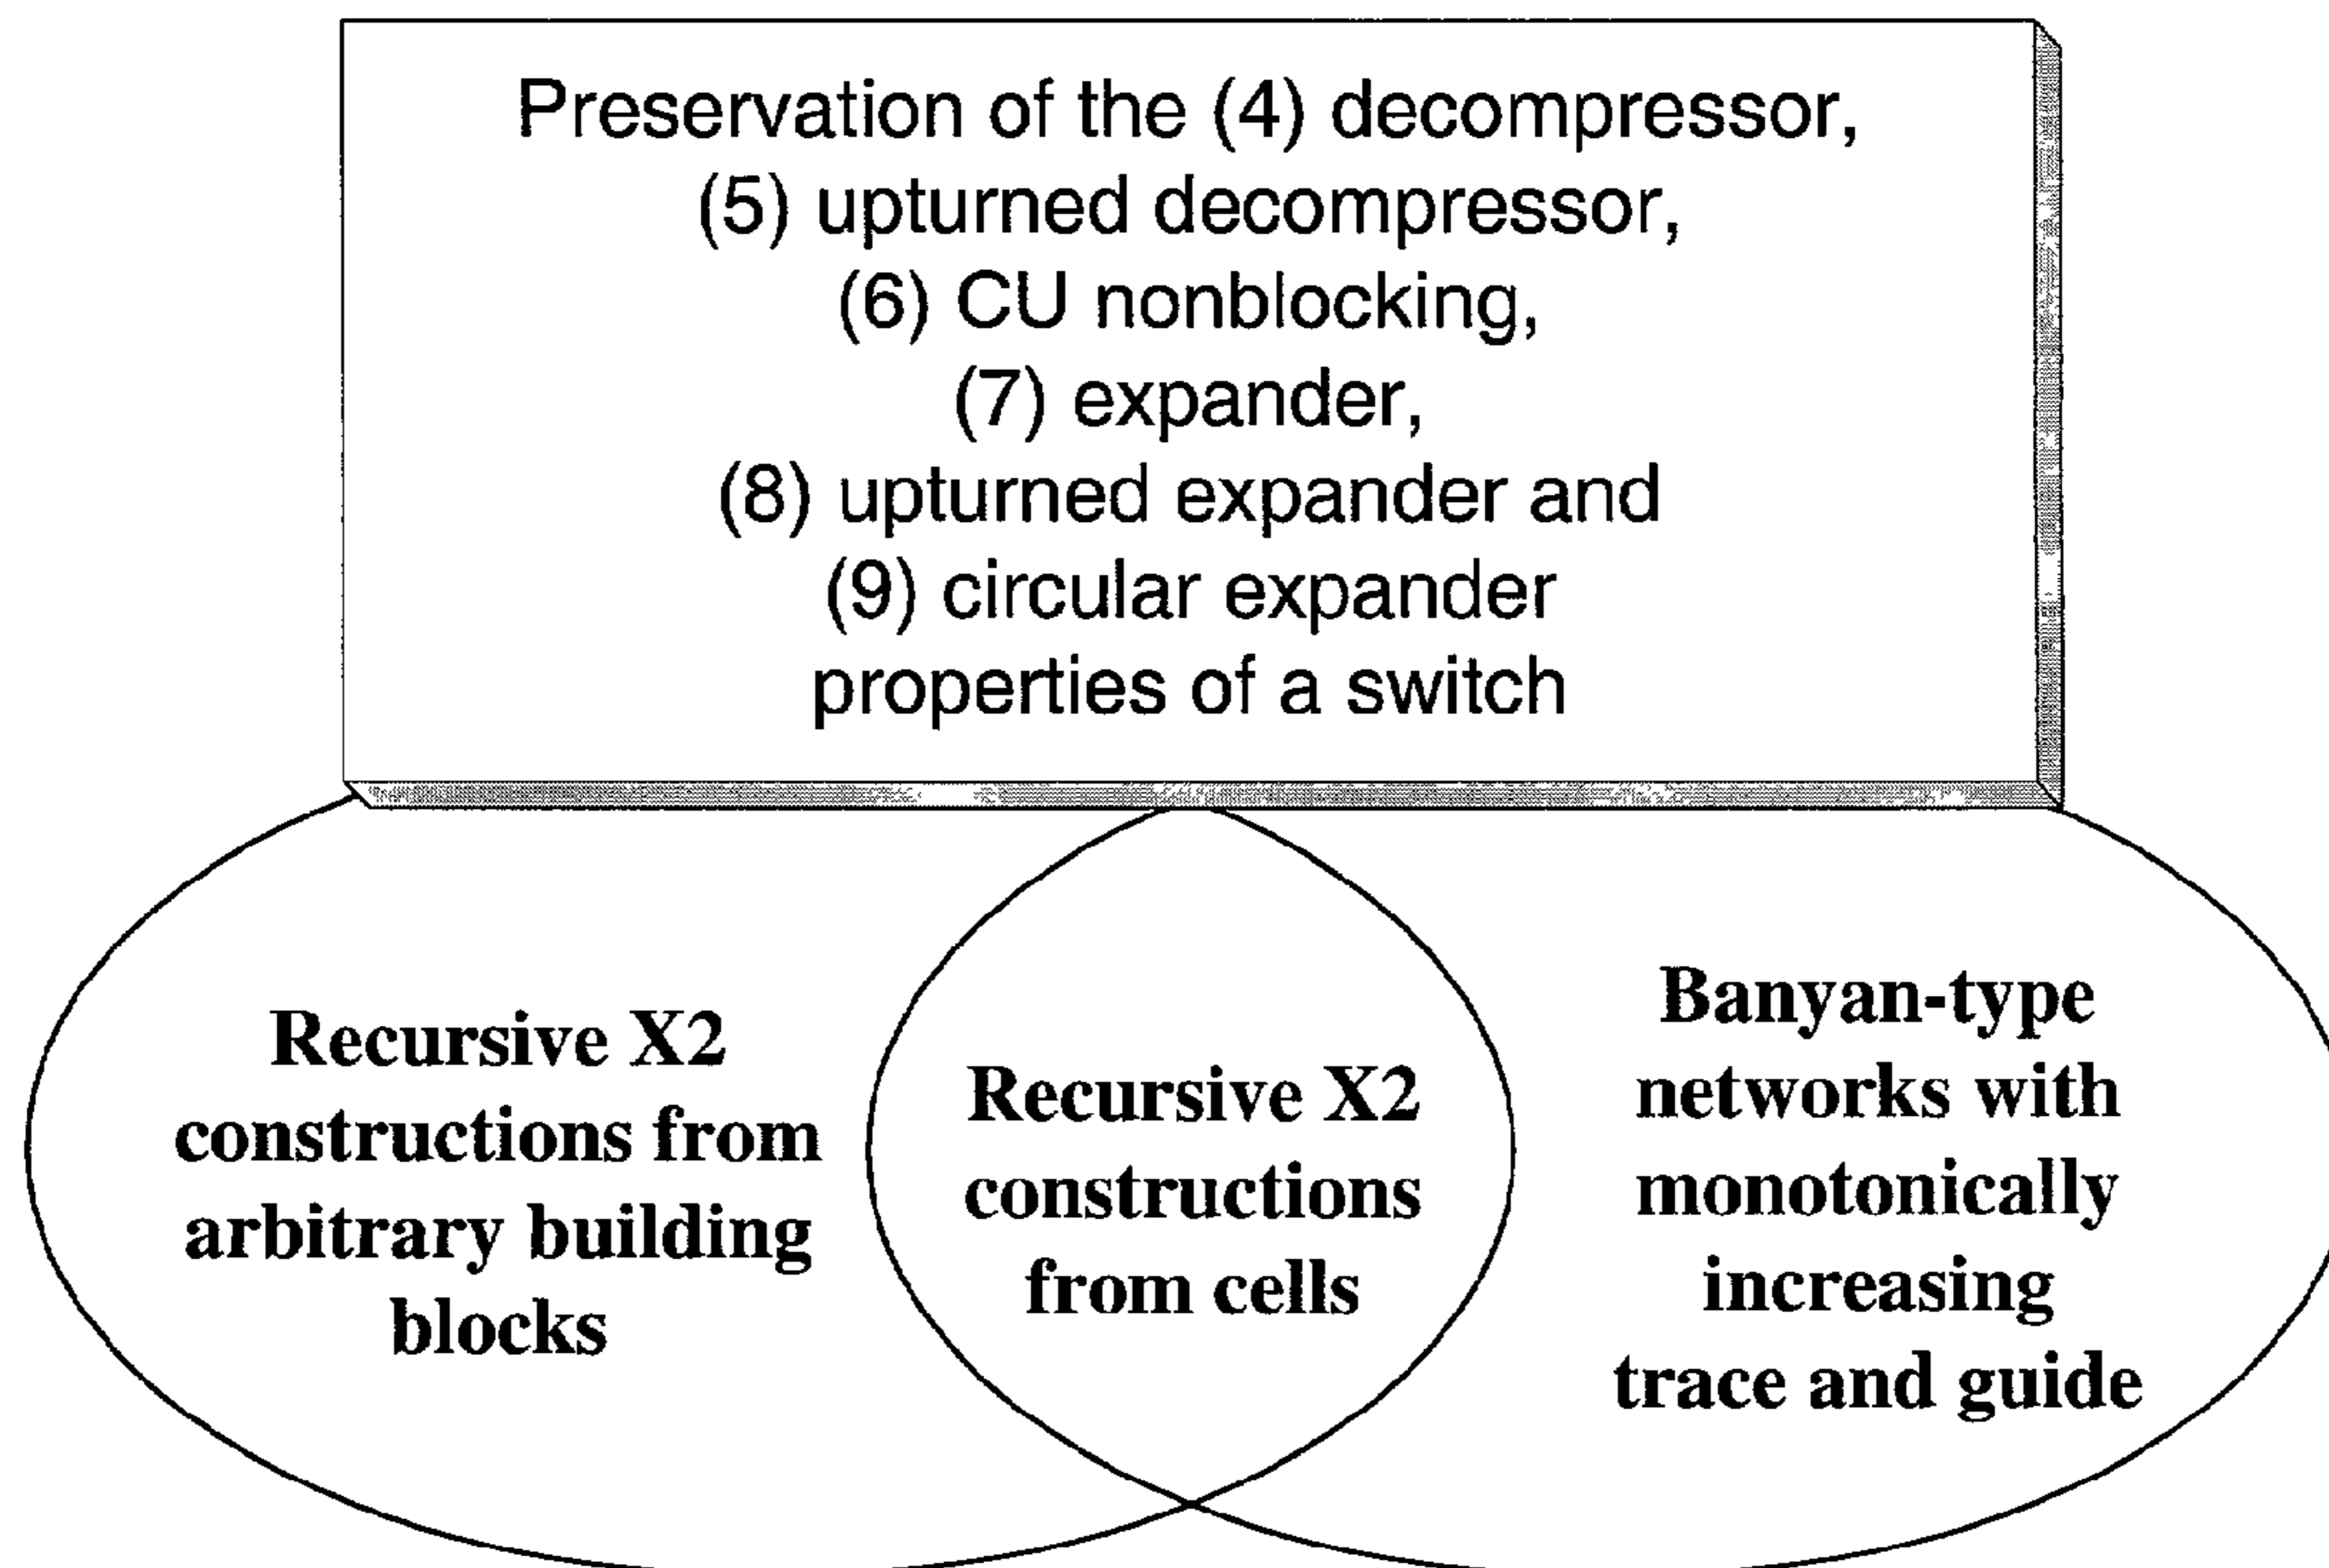 Preservation of the (4) decompressor,
(5) upturned decompressor,
(6) CU nonblocking,
(7) expander,
(8) upturned expander and
(9) circular expander
properties of a switch
Recursive X2
constructions from
arbitrary building
blocks
Recursive X2
constructions
from cells
Banyan-type
networks with
monotonically
increasing
trace and guide